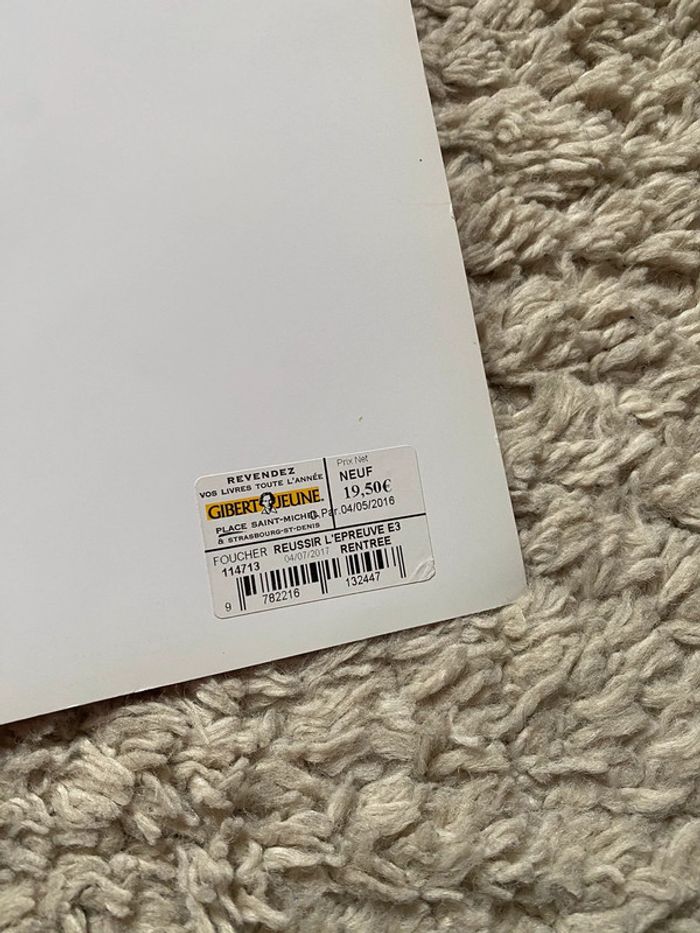 REVENDEZ
VOS LIVRES TOUTE L'ANNÉE
GIBERT JEUNE
PLACE SAINT-MICHEL
& STRASBOURG-ST-DENIS
Prix Net
NEUF
19,50€
Par.04/05/2016
FOUCHER REUSSIR L'EPREUVE E3
114713 04/07/2017 RENTREE
9 782216 132447